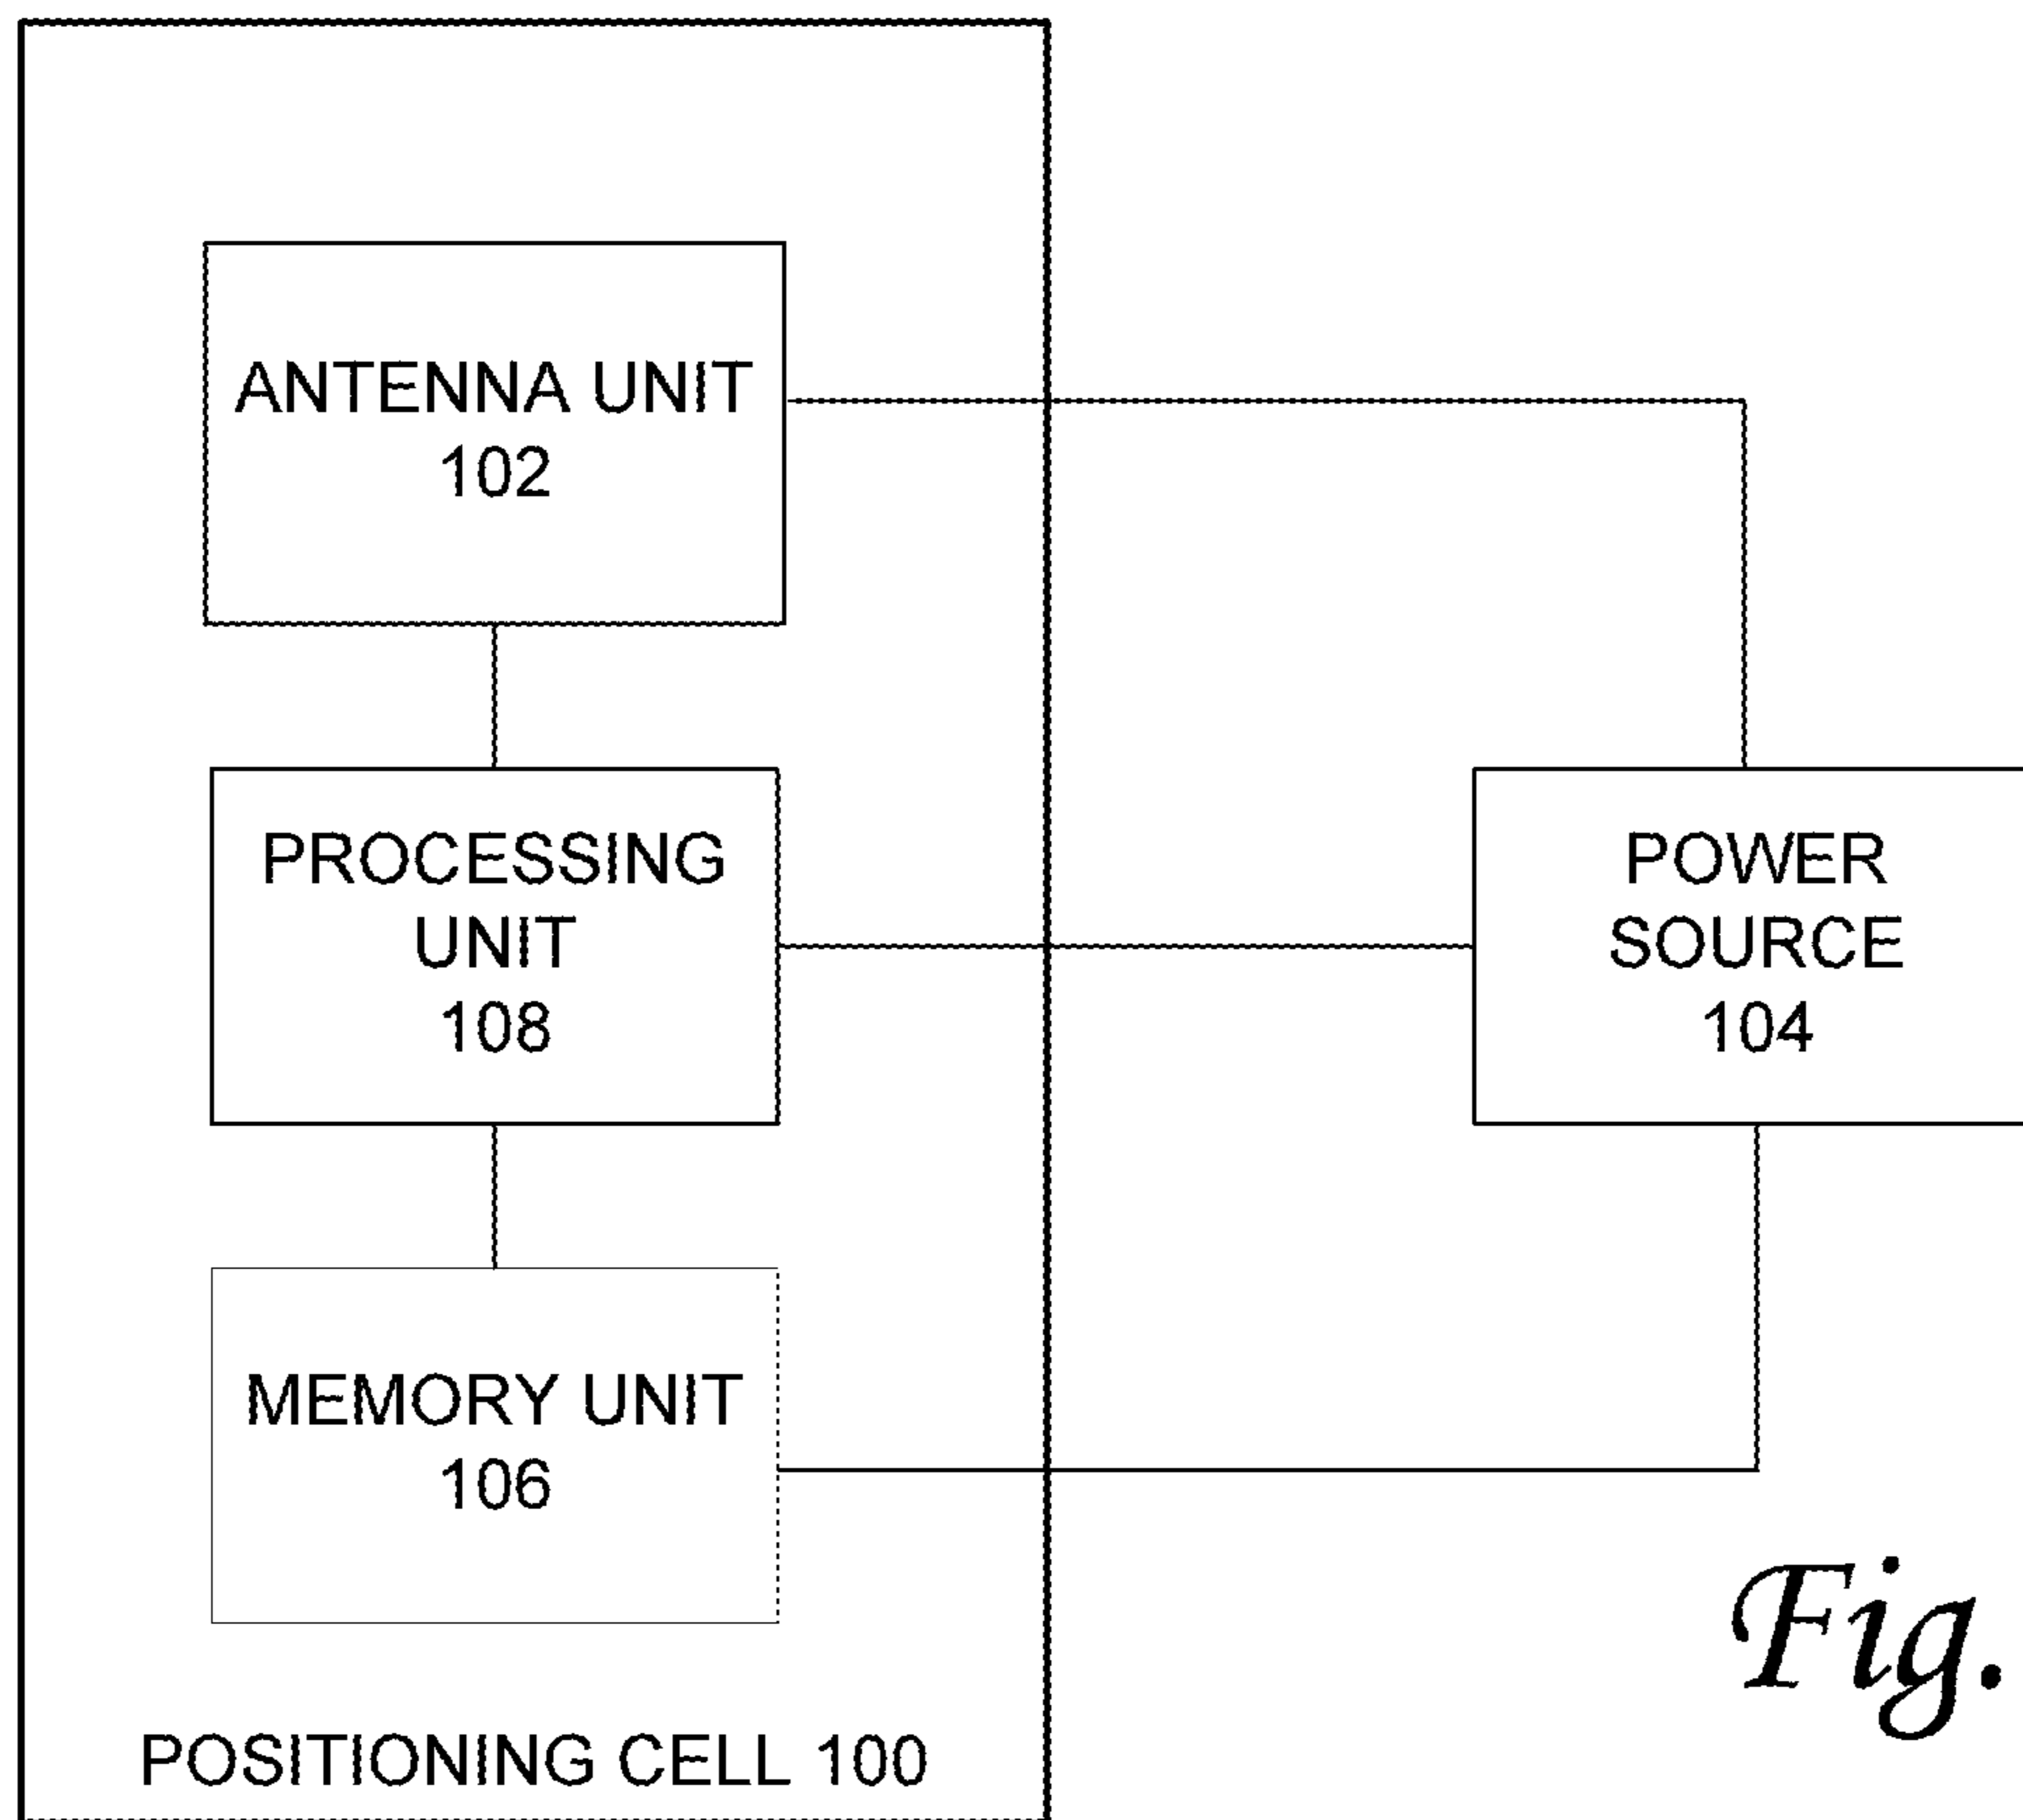 ANTENNA UNIT
102
PROCESSING
UNIT
108
POWER
SOURCE
104
MEMORY UNIT
106
Fig.
POSITIONING CELL 100